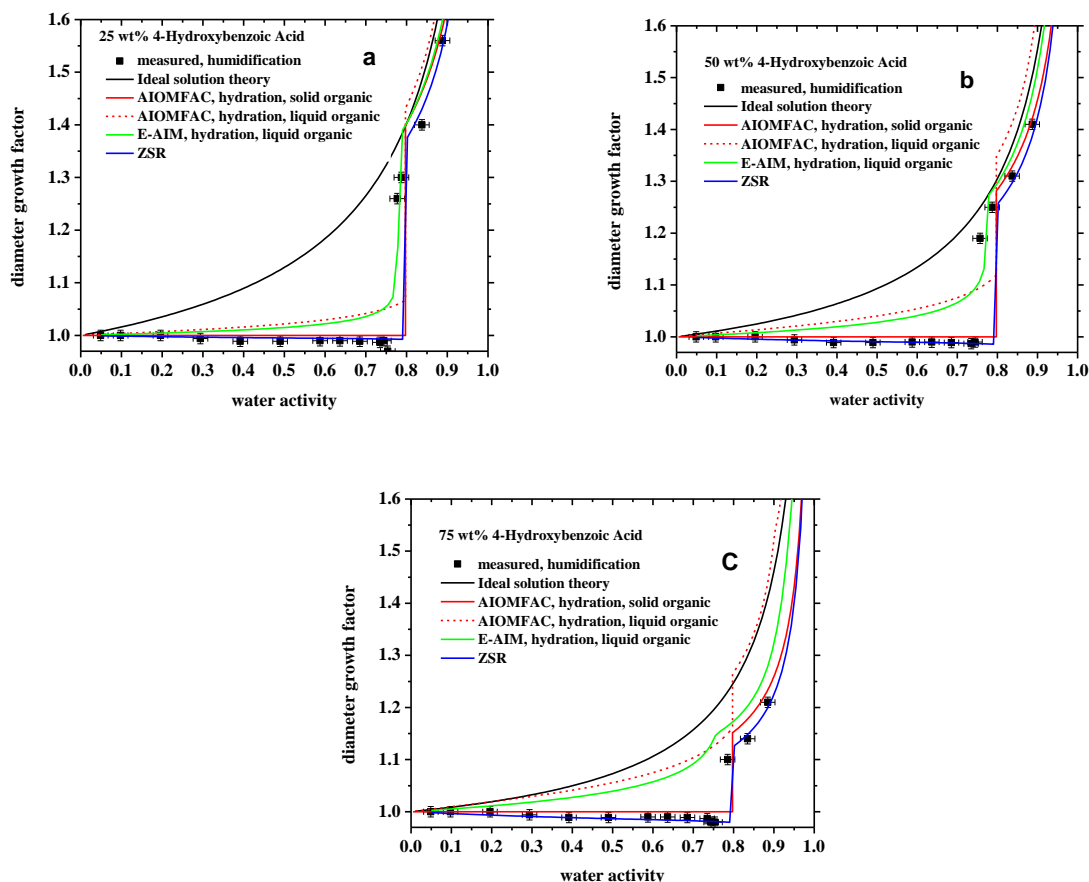 1.6
25 wt% 4-Hydroxybenzoic Acid
a
measured, humidification
Ideal solution theory
AIOMFAC, hydration, solid organic
AIOMFAC, hydration, liquid organic
E-AIM, hydration, liquid organic
ZSR
1.5
1.4
1.3
1.2
1.1
1.0
diameter growth factor
0.0 0.1 0.2 0.3 0.4 0.5 0.6 0.7 0.8 0.9 1.0
water activity
1.6
50 wt% 4-Hydroxybenzoic Acid
b
measured, humidification
Ideal solution theory
AIOMFAC, hydration, solid organic
AIOMFAC, hydration, liquid organic
E-AIM, hydration, liquid organic
ZSR
1.5
1.4
1.3
1.2
1.1
1.0
diameter growth factor
0.0 0.1 0.2 0.3 0.4 0.5 0.6 0.7 0.8 0.9 1.0
water activity
1.6
75 wt% 4-Hydroxybenzoic Acid
C
measured, humidification
Ideal solution theory
AIOMFAC, hydration, solid organic
AIOMFAC, hydration, liquid organic
E-AIM, hydration, liquid organic
ZSR
1.5
1.4
1.3
1.2
1.1
1.0
diameter growth factor
0.0 0.1 0.2 0.3 0.4 0.5 0.6 0.7 0.8 0.9 1.0
water activity